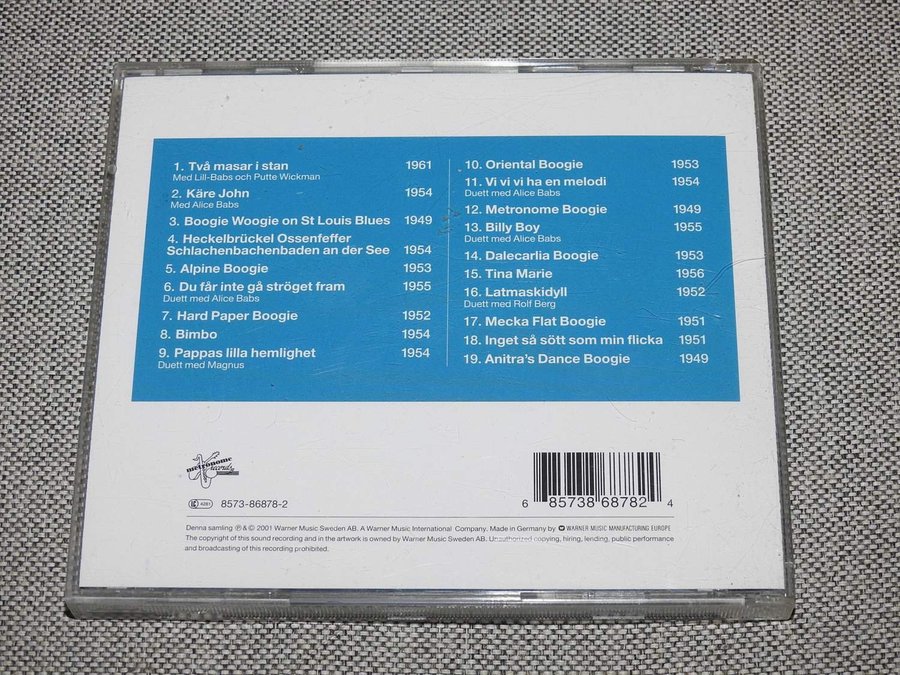 1. Två masar i stan 1961
Med Lill-Babs och Putte Wickman
2. Käre John 1954
Med Alice Babs
3. Boogie Woogie on St Louis Blues 1949
4. Heckelbrückel Ossenfeffer
Schlachenbachenbaden an der See 1954
5. Alpine Boogie 1953
6. Du får inte gå ströget fram 1955
Duett med Alice Babs
7. Hard Paper Boogie 1952
8. Bimbo 1954
9. Pappas lilla hemlighet 1954
Duett med Magnus
10. Oriental Boogie 1953
11. Vi vi vi ha en melodi 1954
Duett med Alice Babs
12. Metronome Boogie 1949
13. Billy Boy 1955
Duett med Alice Babs
14. Dalecarlia Boogie 1953
15. Tina Marie 1956
16. Latmaskidyll 1952
Duett med Rolf Berg
17. Mecka Flat Boogie 1951
18. Inget så sött som min flicka 1951
19. Anitra's Dance Boogie 1949
metronome
records
LC 4281 8573-86878-2
6 85738 68782 4
Denna samling ℗&© 2001 Warner Music Sweden AB. A Warner Music International Company. Made in Germany by WARNER MUSIC MANUFACTURING EUROPE
The copyright of this sound recording and in the artwork is owned by Warner Music Sweden AB. Unauthorized copying, hiring, lending, public performance
and broadcasting of this recording prohibited.